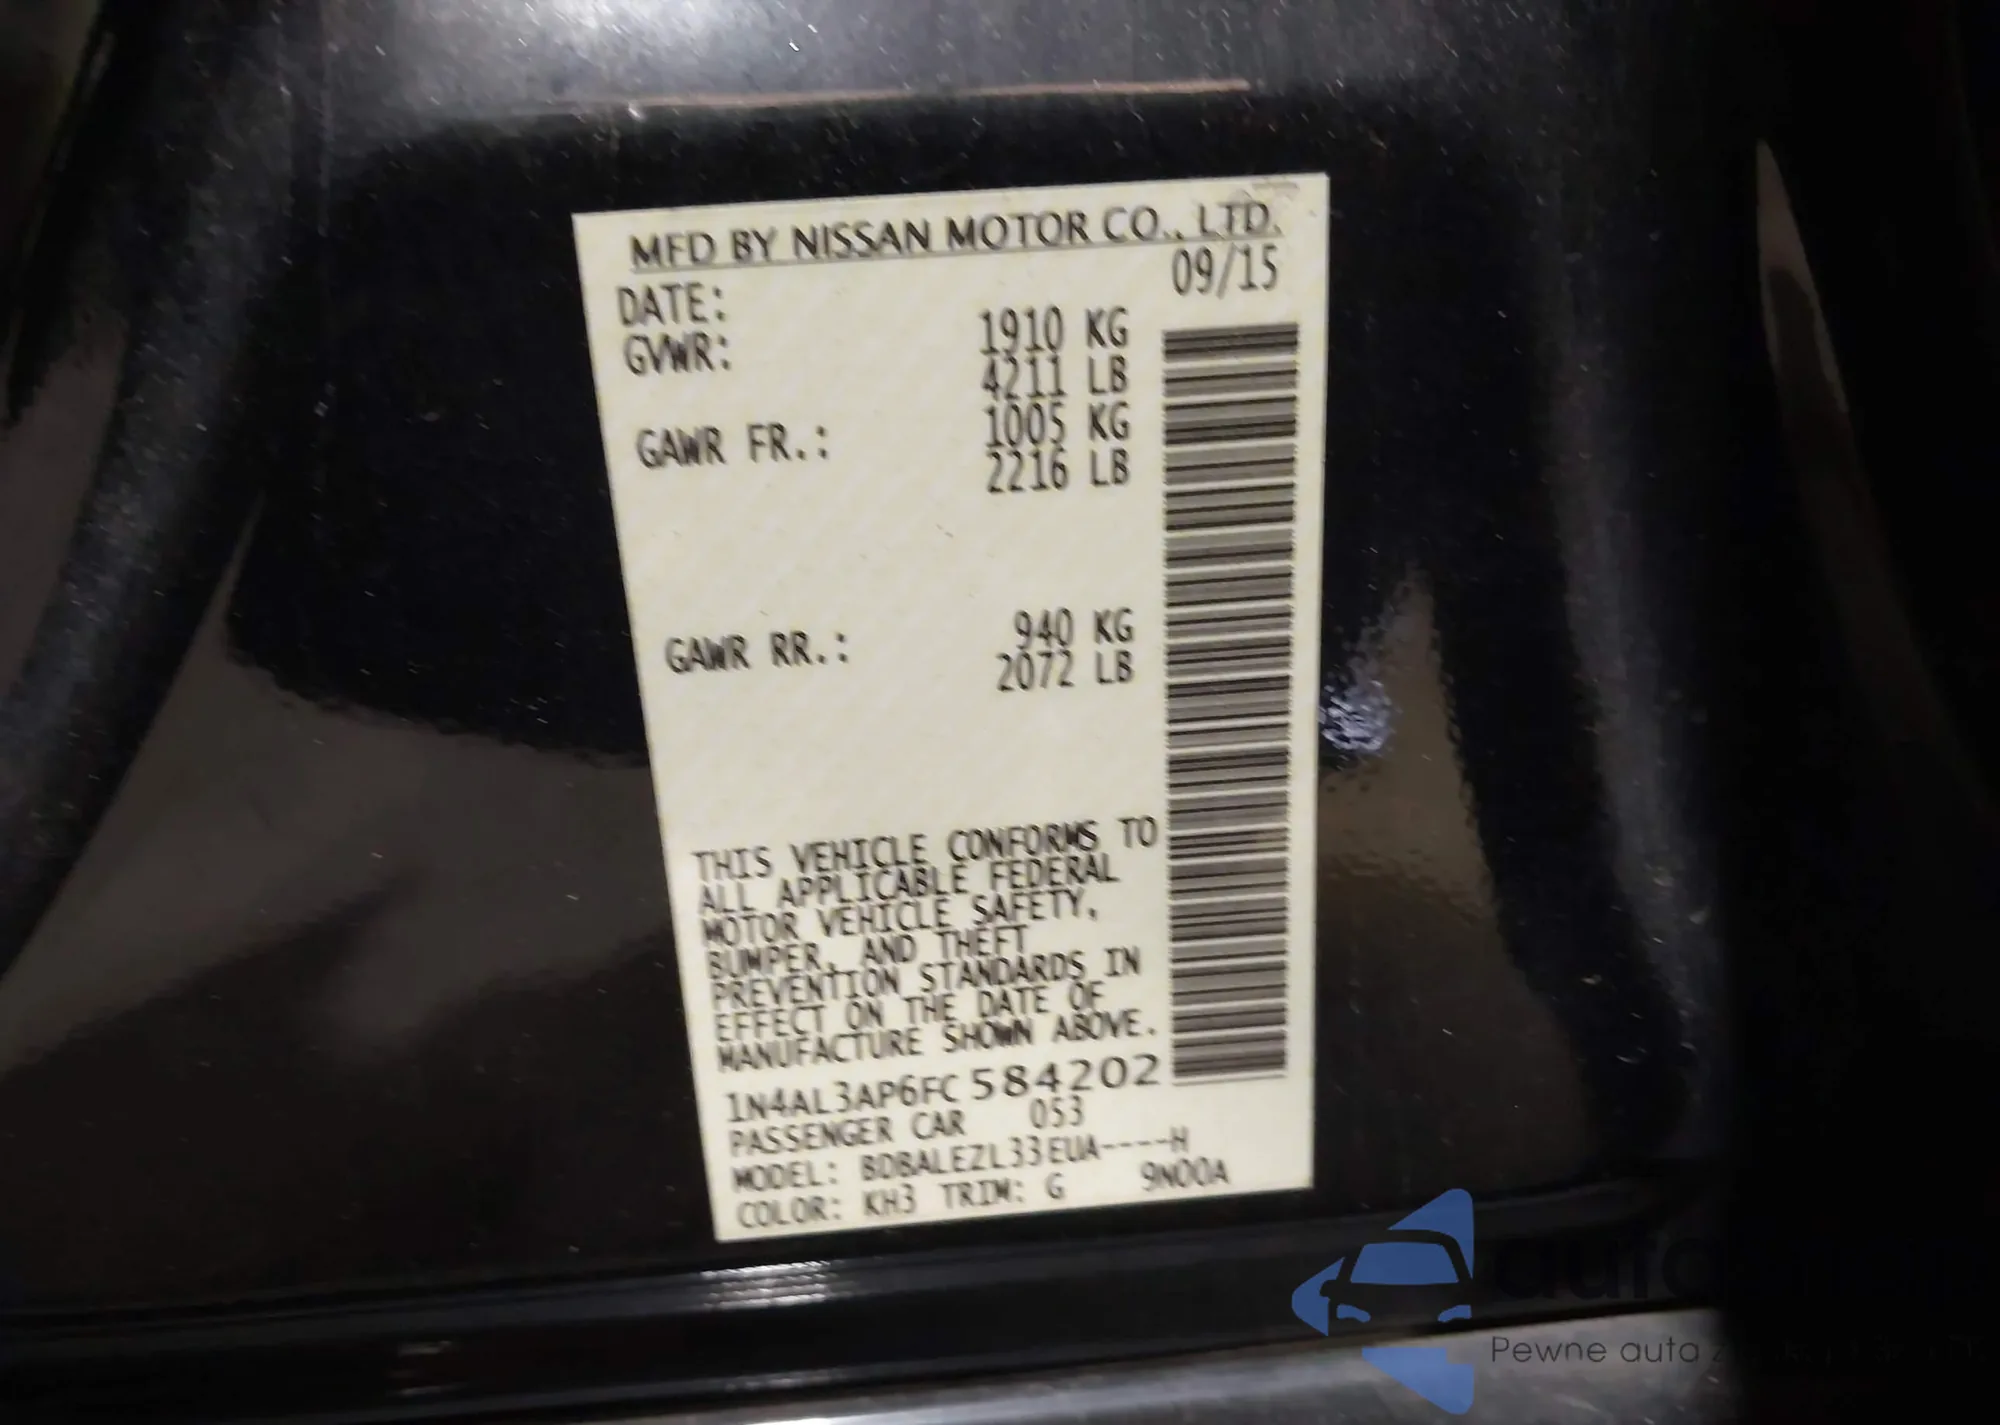 MFD BY NISSAN MOTOR CO., LTD.
DATE: 09/15
GVWR: 1910 KG
4211 LB
GAWR FR.: 1005 KG
2216 LB
GAWR RR.: 940 KG
2072 LB
THIS VEHICLE CONFORMS TO
ALL APPLICABLE FEDERAL
MOTOR VEHICLE SAFETY,
BUMPER, AND THEFT
PREVENTION STANDARDS IN
EFFECT ON THE DATE OF
MANUFACTURE SHOWN ABOVE.
1N4AL3AP6FC 584202
PASSENGER CAR 053
MODEL: BDBALEZL33EUA----H
COLOR: KH3 TRIM: G 9N00A
Pewne auta